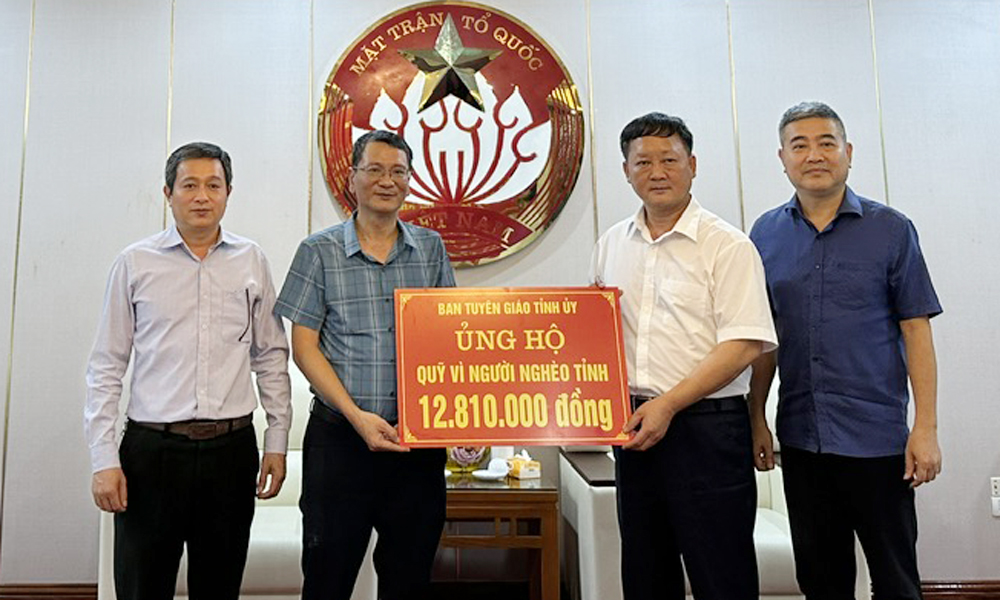 MẶT TRẬN TỔ QUỐC
VIỆT NAM
BAN TUYÊN GIÁO TỈNH ỦY
ỦNG HỘ
QUỸ VÌ NGƯỜI NGHÈO TỈNH
12.810.000 đồng